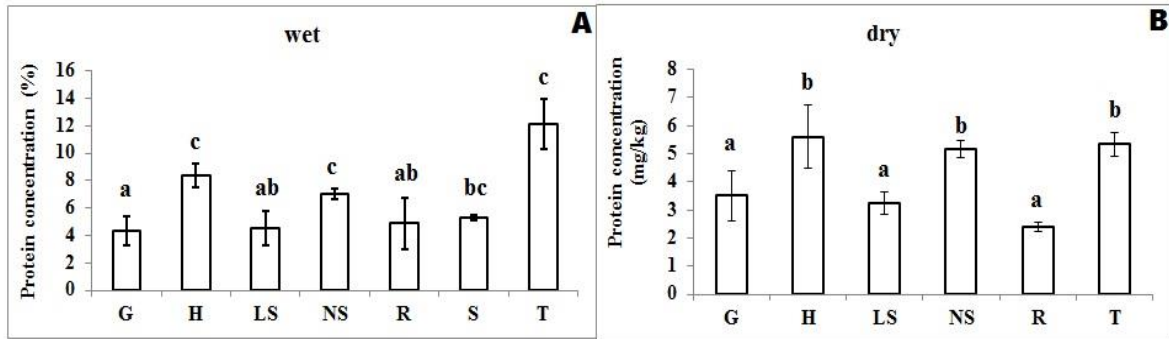 wet
A
Protein concentration (%)
16
14
12
10
8
6
4
2
0
a
c
ab
c
ab
bc
c
G H LS NS R S T
dry
B
Protein concentration
(mg/kg)
8
7
6
5
4
3
2
1
0
a
b
a
b
a
b
G H LS NS R T